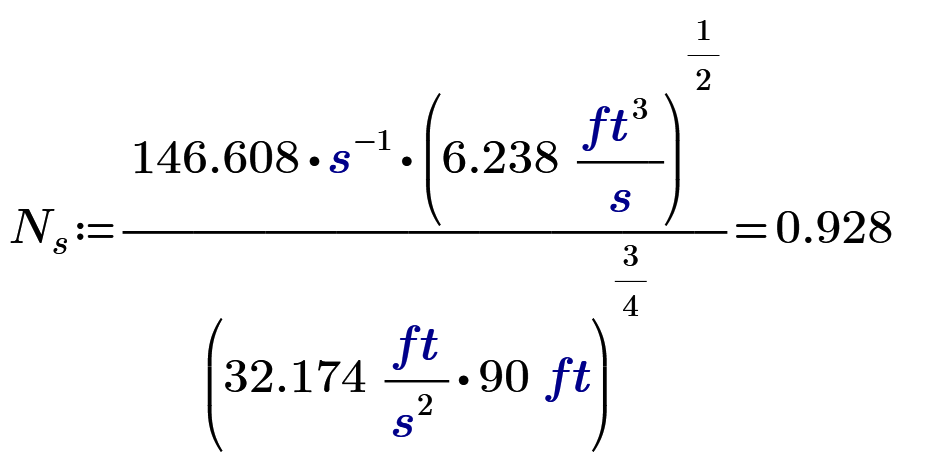 N_s := (146.608 • s^−1 • (6.238 ft^3/s)^(1/2)) / ((32.174 ft/s^2 • 90 ft)^(3/4)) = 0.928